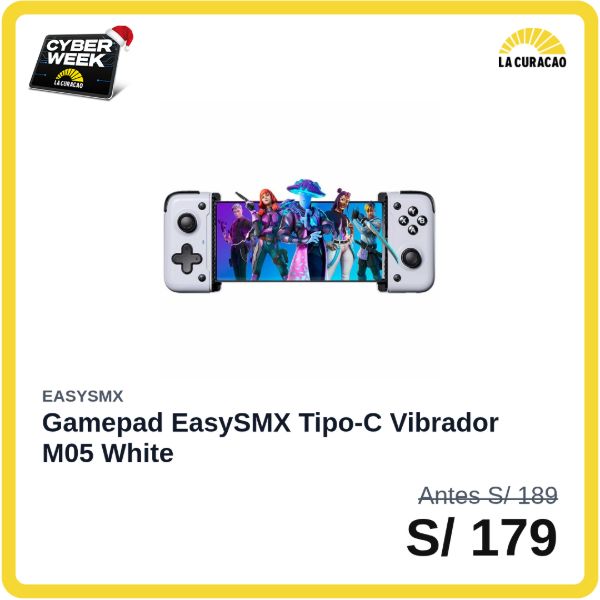 CYBER
WEEK
LA CURACAO
LA CURACAO
EASYSMX
Gamepad EasySMX Tipo-C Vibrador
M05 White
Antes S/ 189
S/ 179